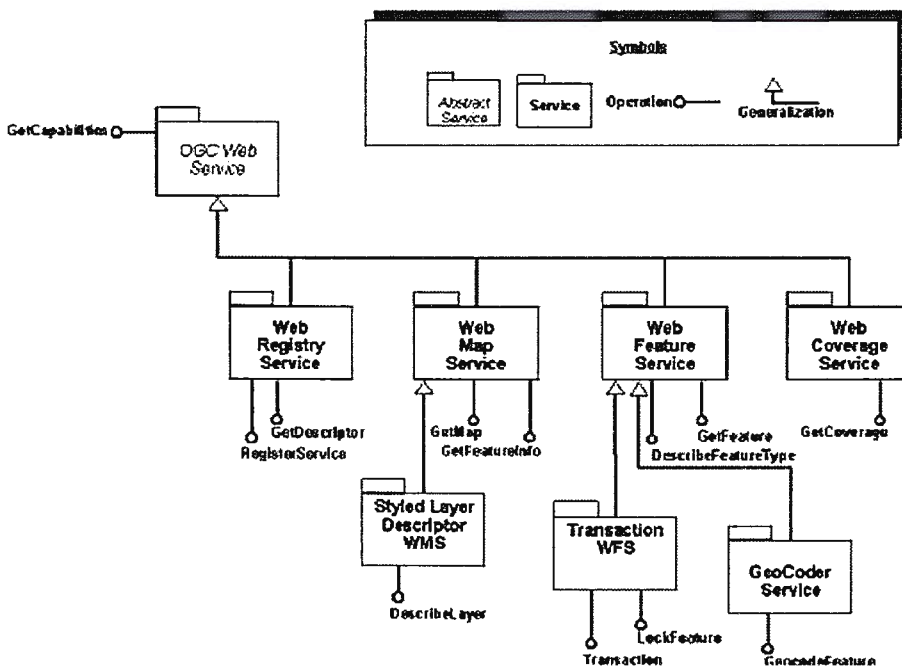 Symbols
Abstract
Service
Service
Operation
Generalization
GetCapabilities
OGC Web
Service
Web
Registry
Service
Web
Map
Service
Web
Feature
Service
Web
Coverage
Service
GetDescriptor
RegisterService
GetMap
GetFeatureInfo
GetFeature
DescribeFeatureType
GetCoverage
Styled Layer
Descriptor
WMS
Transaction
WFS
GeoCoder
Service
DescribeLayer
LockFeature
Transaction
GeocodeFeature